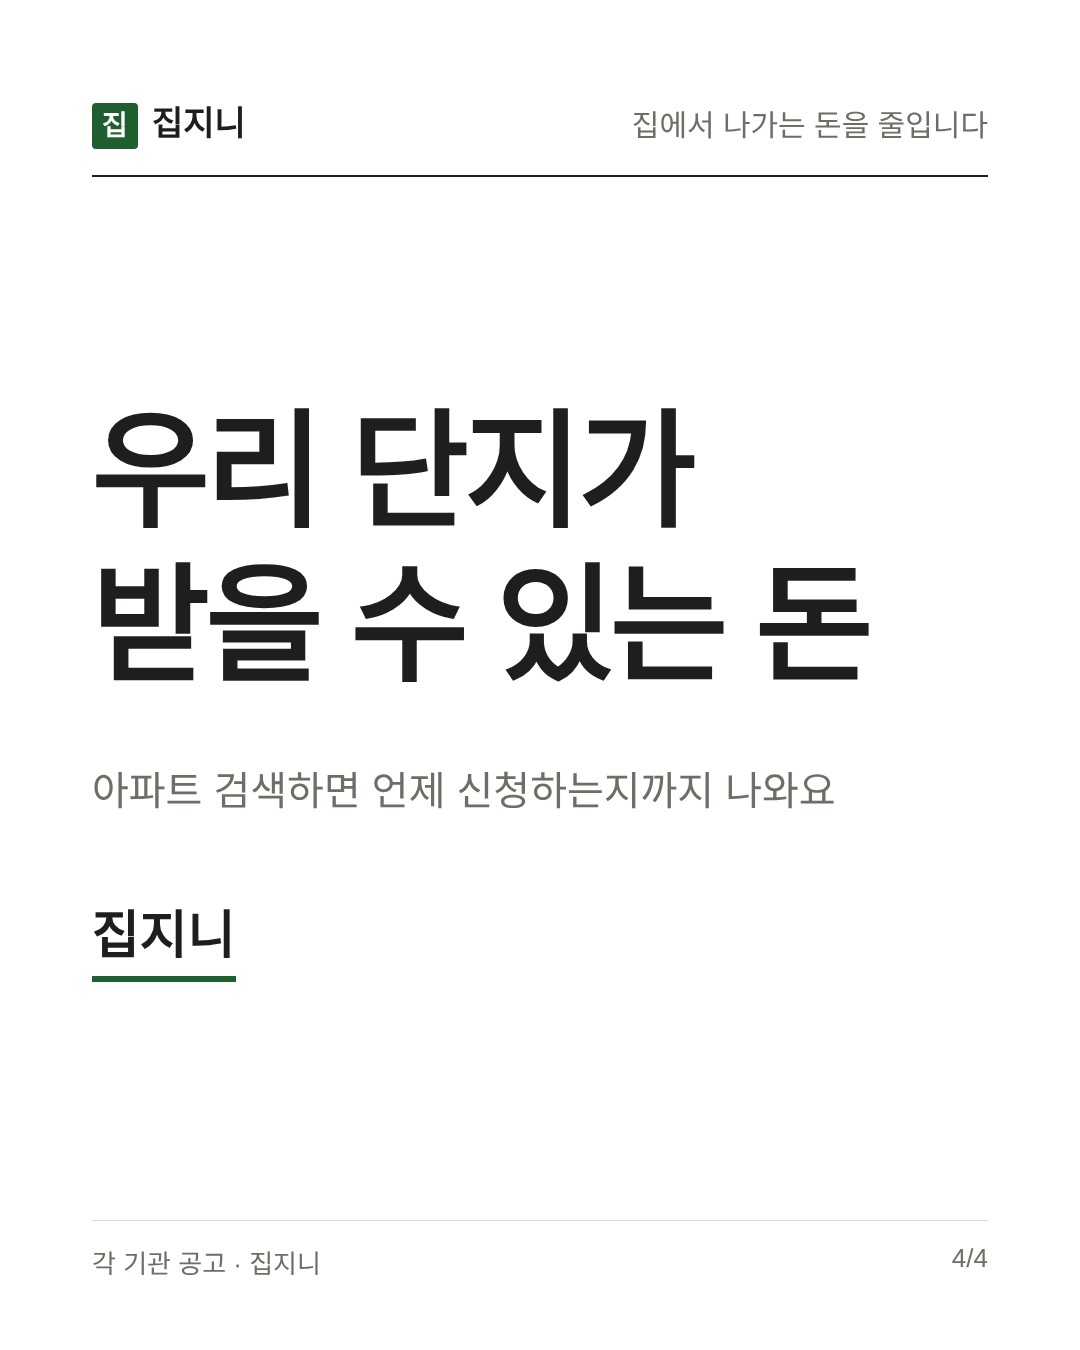 집 집지니
집에서 나가는 돈을 줄입니다
우리 단지가
받을 수 있는 돈
아파트 검색하면 언제 신청하는지까지 나와요
집지니
각 기관 공고 · 집지니
4/4